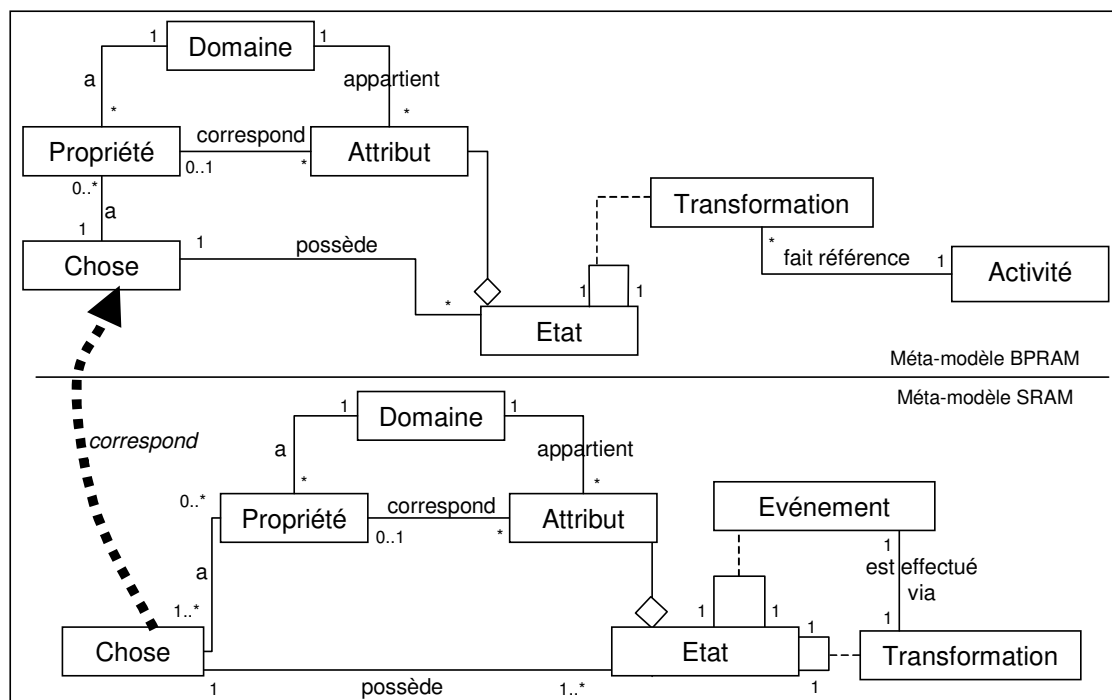 1 Domaine 1
a appartient
* *
Propriété correspond Attribut
0..1 *
0..* Transformation
a *
1 1 possède fait référence 1
Chose Activité
1 1
*
Etat
Méta-modèle BPRAM
Méta-modèle SRAM
1 Domaine 1
correspond a appartient
* *
0..* Propriété correspond Attribut Evénement
0..1 *
1
a est effectué
via
1..* 1 1 1 1
Chose Etat Transformation
1 possède 1..* 1